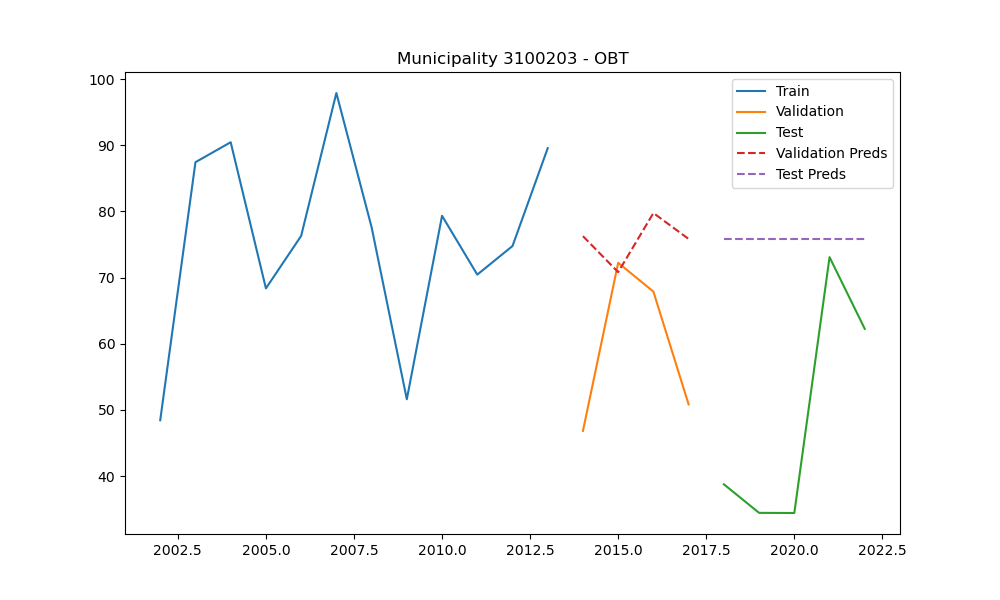 Municipality 3100203 - OBT
100
90
80
70
60
50
40
Train
Validation
Test
Validation Preds
Test Preds
2002.5 2005.0 2007.5 2010.0 2012.5 2015.0 2017.5 2020.0 2022.5